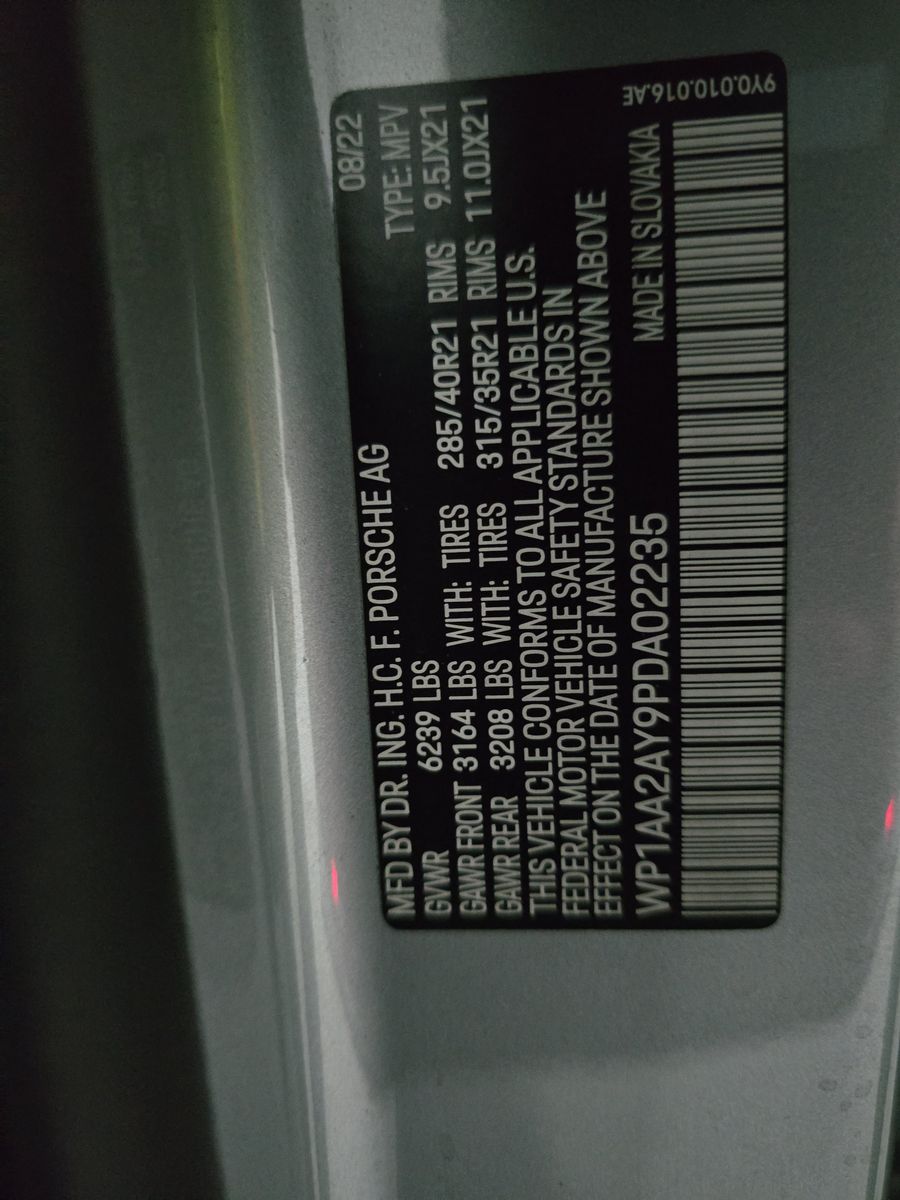 08/22
MFD BY DR. ING. H.C. F. PORSCHE AG
TYPE: MPV
GVWR 6239 LBS
GAWR FRONT 3164 LBS WITH: TIRES 285/40R21 RIMS 9.5JX21
GAWR REAR 3208 LBS WITH: TIRES 315/35R21 RIMS 11.0JX21
THIS VEHICLE CONFORMS TO ALL APPLICABLE U.S.
FEDERAL MOTOR VEHICLE SAFETY STANDARDS IN
EFFECT ON THE DATE OF MANUFACTURE SHOWN ABOVE
WP1AA2AY9PDA02235 MADE IN SLOVAKIA
9Y0.010.016.AE